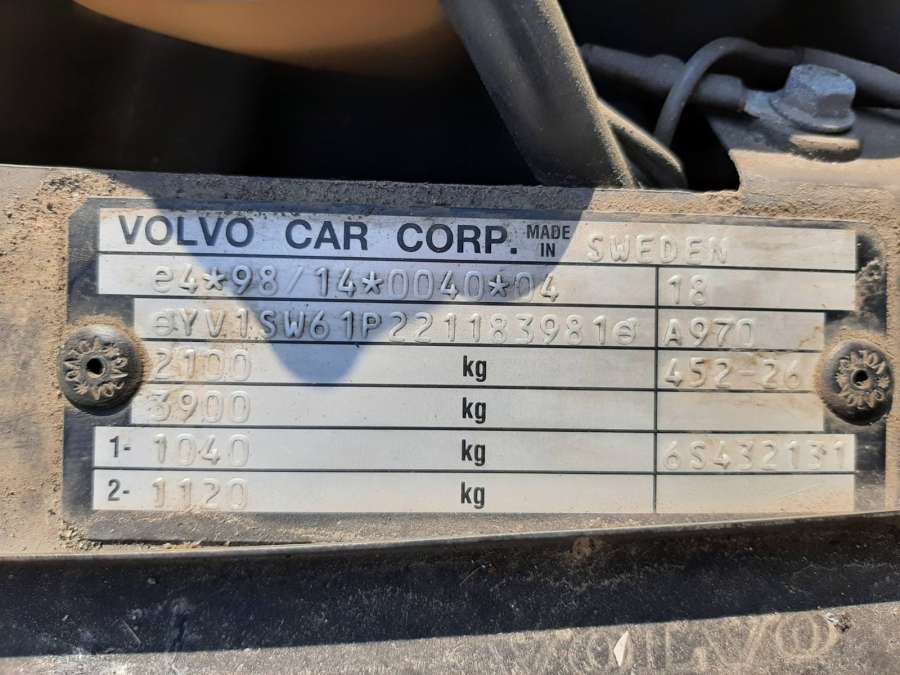 VOLVO CAR CORP. MADE IN SWEDEN
e4*98/14*0040*04 18
YV1SW61P221183981 A970
2100 kg 452-26
3900 kg
1- 1040 kg 6S432131
2- 1120 kg